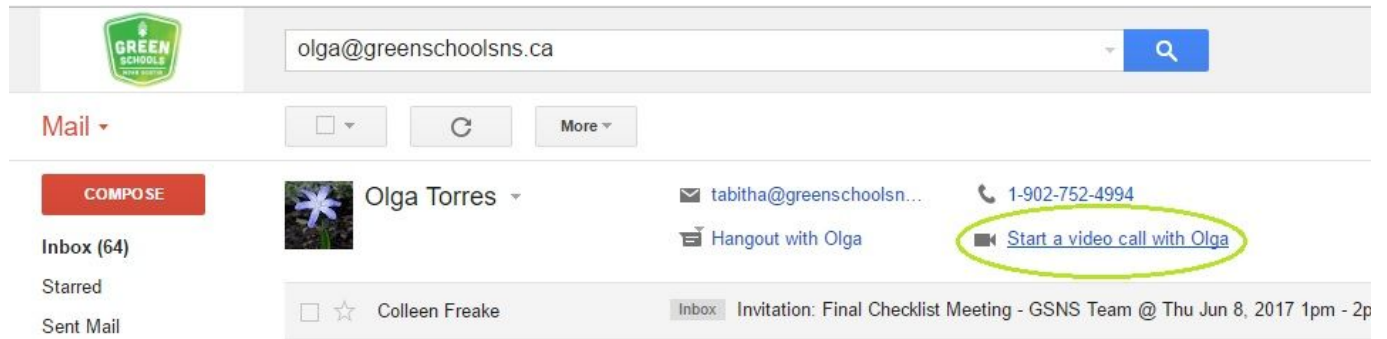 GREEN
SCHOOLS
NOVA SCOTIA
olga@greenschoolsns.ca
Mail
More
COMPOSE
Olga Torres
tabitha@greenschoolsn...
1-902-752-4994
Hangout with Olga
Start a video call with Olga
Inbox (64)
Starred
Colleen Freake
Inbox Invitation: Final Checklist Meeting - GSNS Team @ Thu Jun 8, 2017 1pm - 2p
Sent Mail